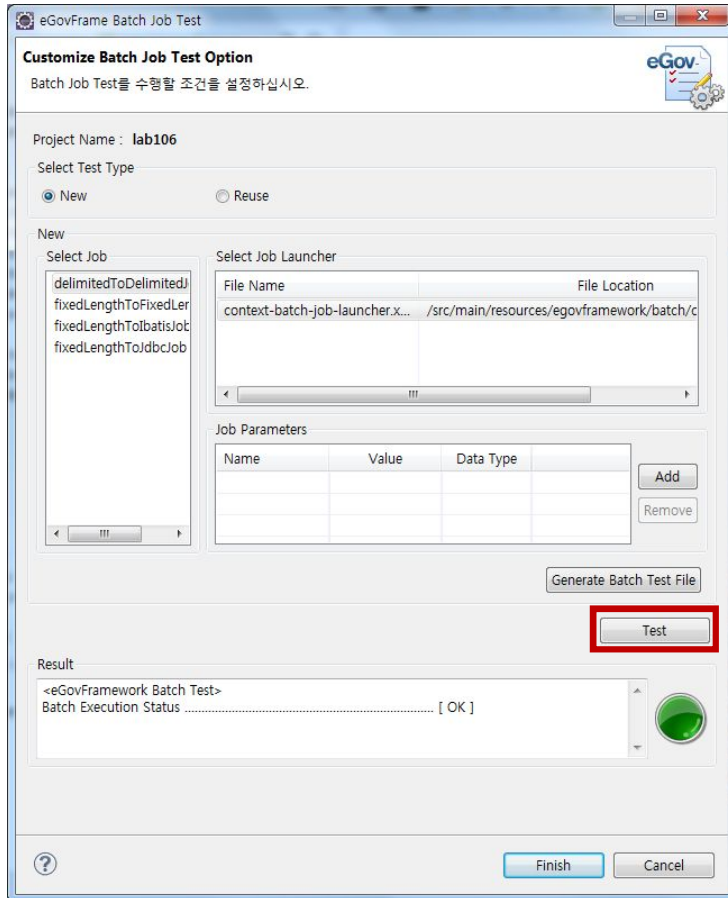 eGovFrame Batch Job Test
Customize Batch Job Test Option
Batch Job Test를 수행할 조건을 설정하십시오.
eGov
Project Name : lab106
Select Test Type
New
Reuse
New
Select Job
delimitedToDelimitedJ
fixedLengthToFixedLer
fixedLengthToIbatisJob
fixedLengthToJdbcJob
Select Job Launcher
File Name File Location
context-batch-job-launcher.x... /src/main/resources/egovframework/batch/c
Job Parameters
Name Value Data Type
Add
Remove
Generate Batch Test File
Test
Result
<eGovFramework Batch Test>
Batch Execution Status ........................................................................... [ OK ]
Finish Cancel